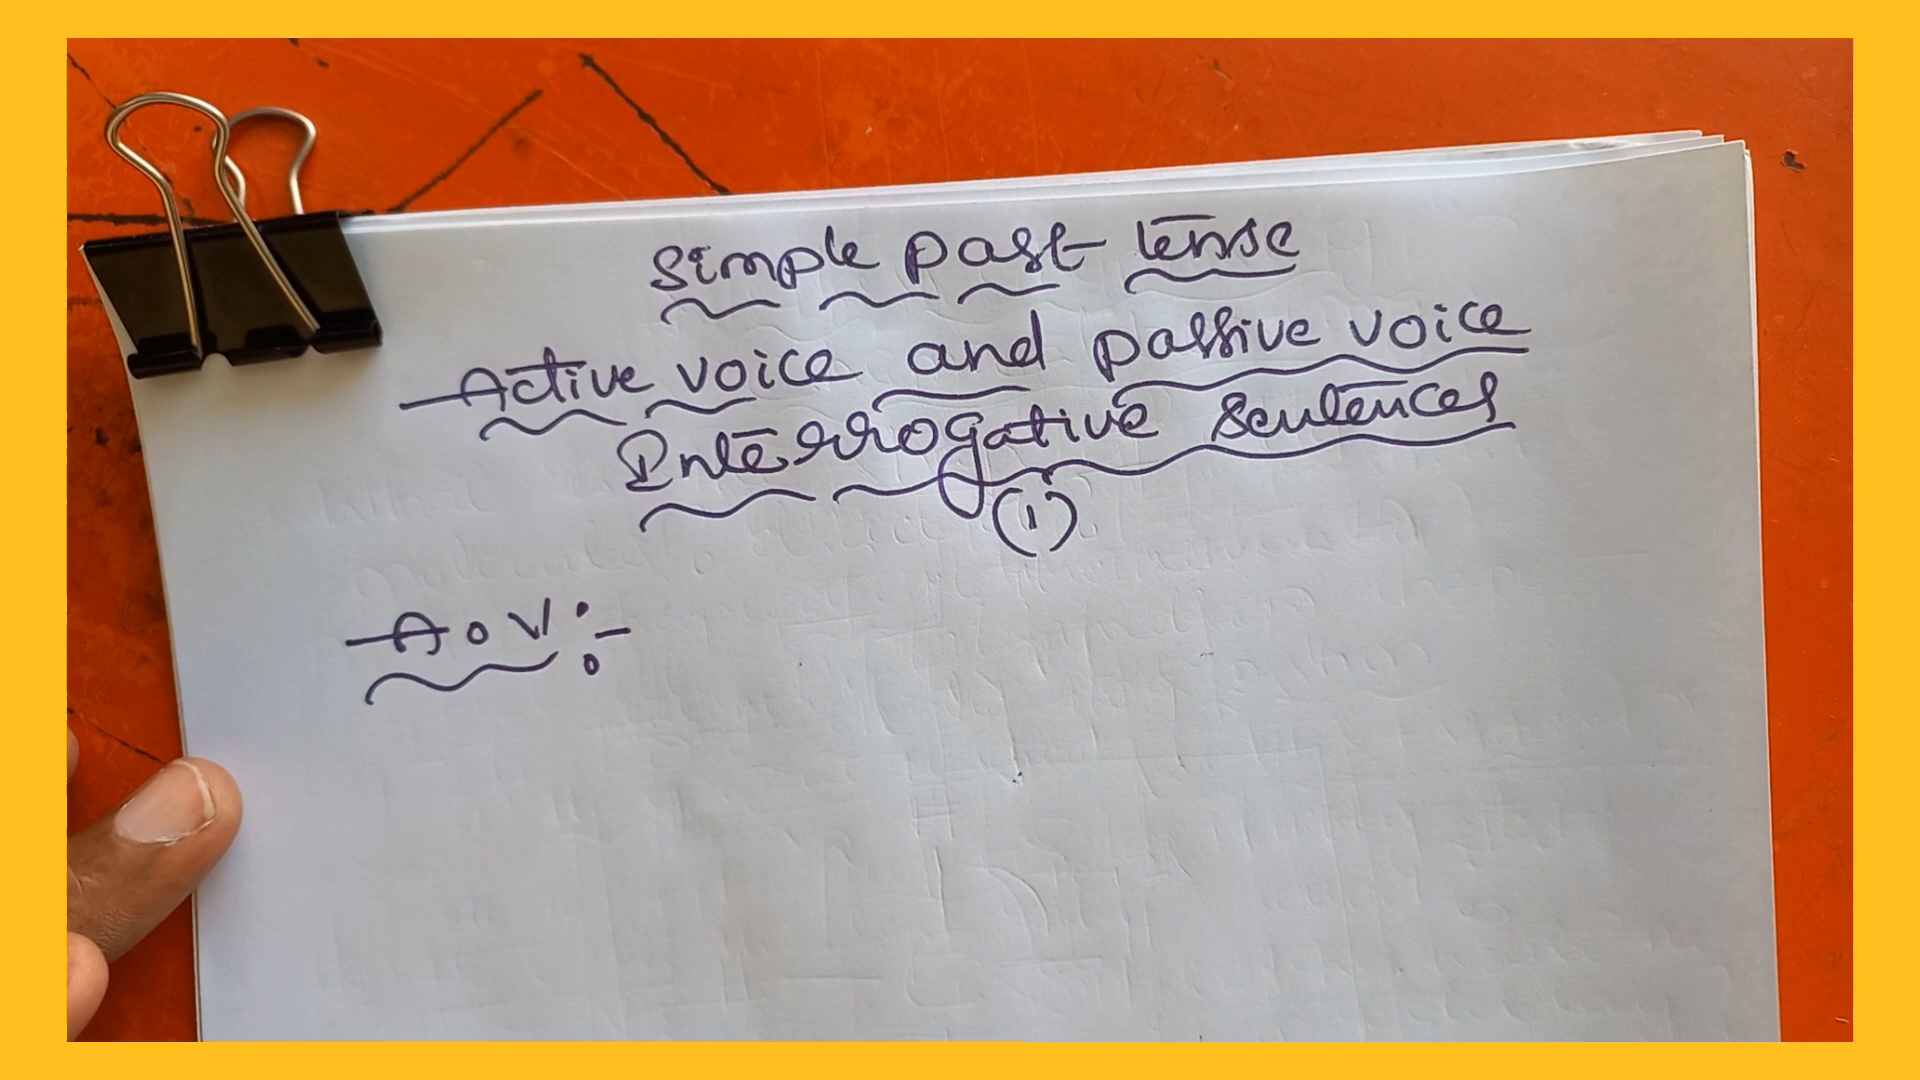 Simple past tense
Active voice and passive voice
Interrogative sentences
(1)
A.V:-